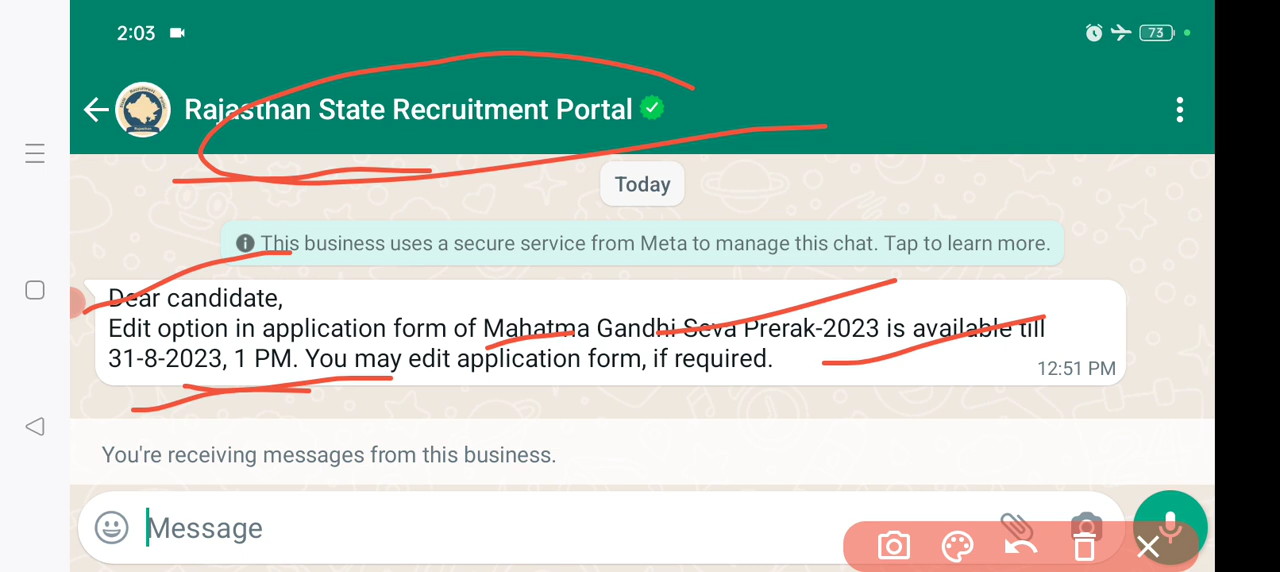 2:03
73
Rajasthan State Recruitment Portal
Today
This business uses a secure service from Meta to manage this chat. Tap to learn more.
Dear candidate,
Edit option in application form of Mahatma Gandhi Seva Prerak-2023 is available till
31-8-2023, 1 PM. You may edit application form, if required.
12:51 PM
You're receiving messages from this business.
Message